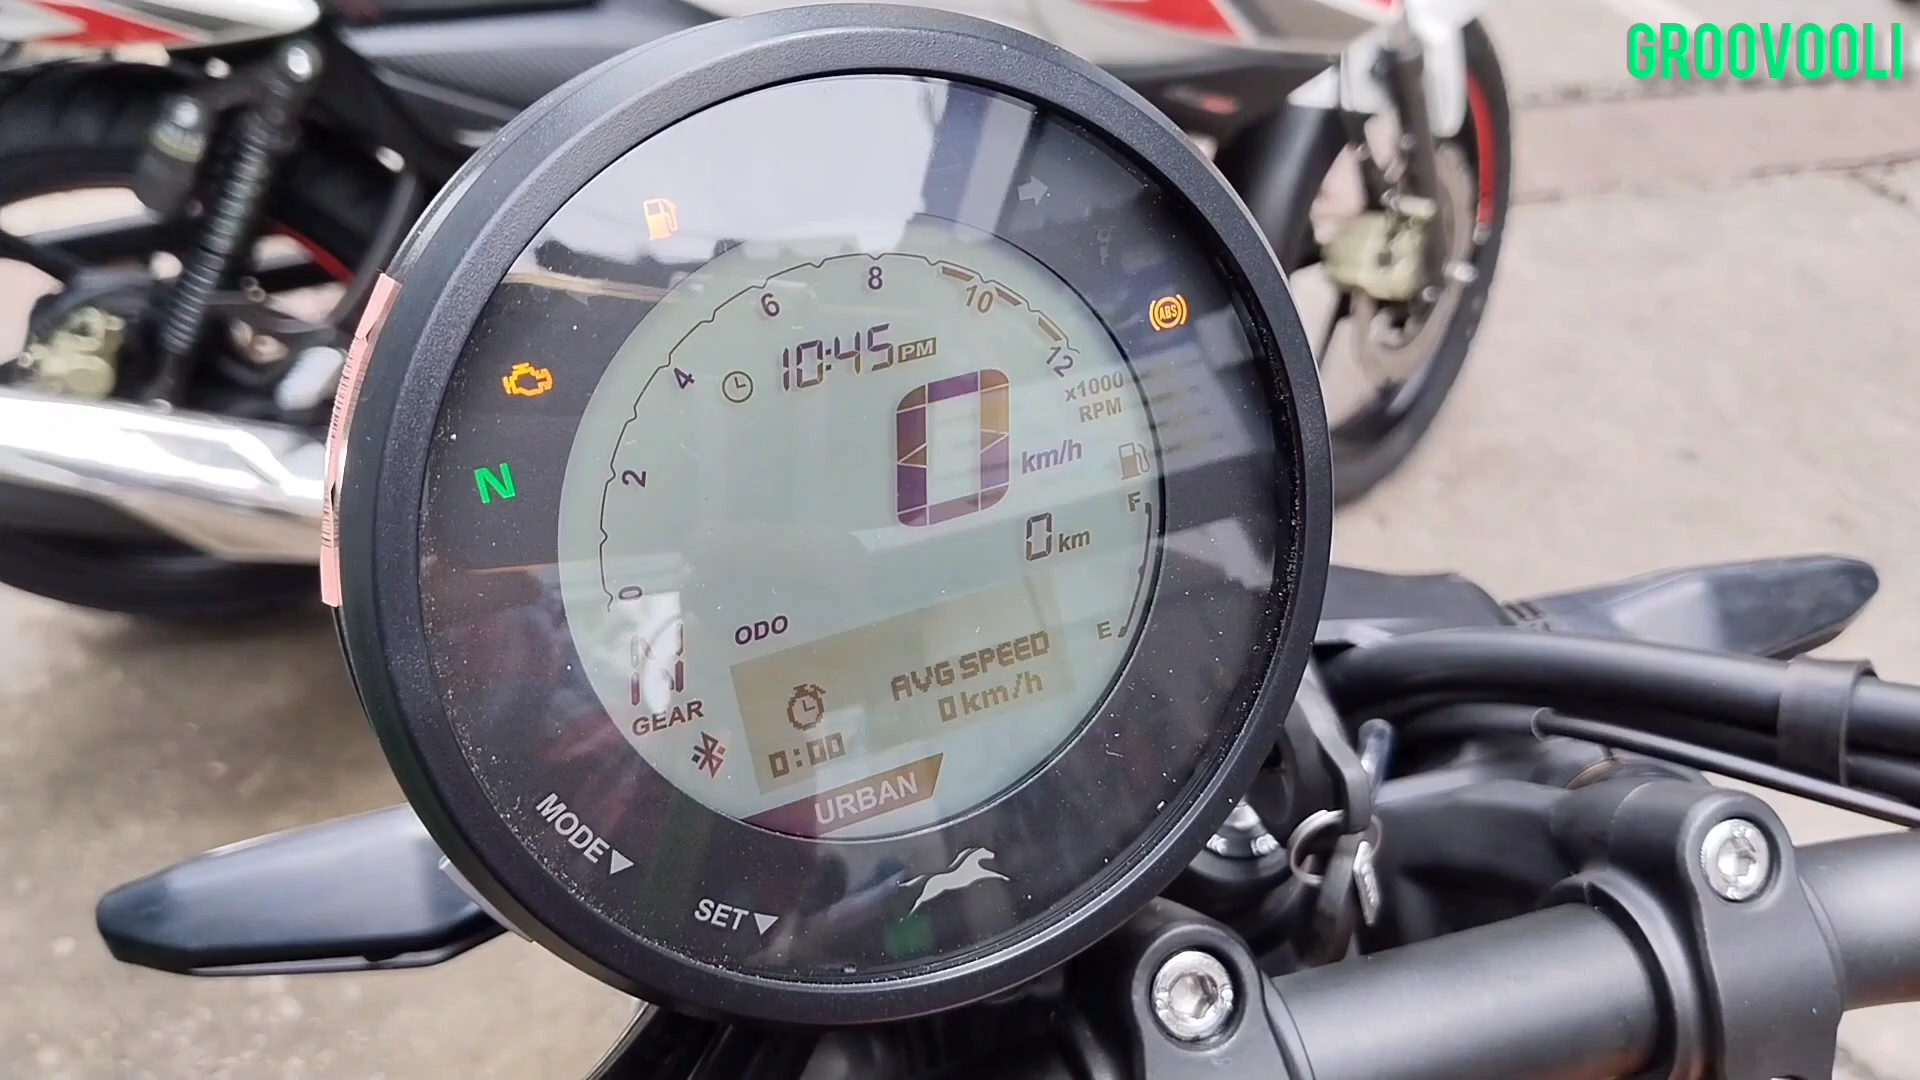 GROOVOOLI
8
6
10
10:45 PM
12
4
x1000
RPM
ABS
0 km/h
2
N
F
0 km
0
ODO
E
N
GEAR
AVG SPEED
0 km/h
0:00
URBAN
MODE
SET